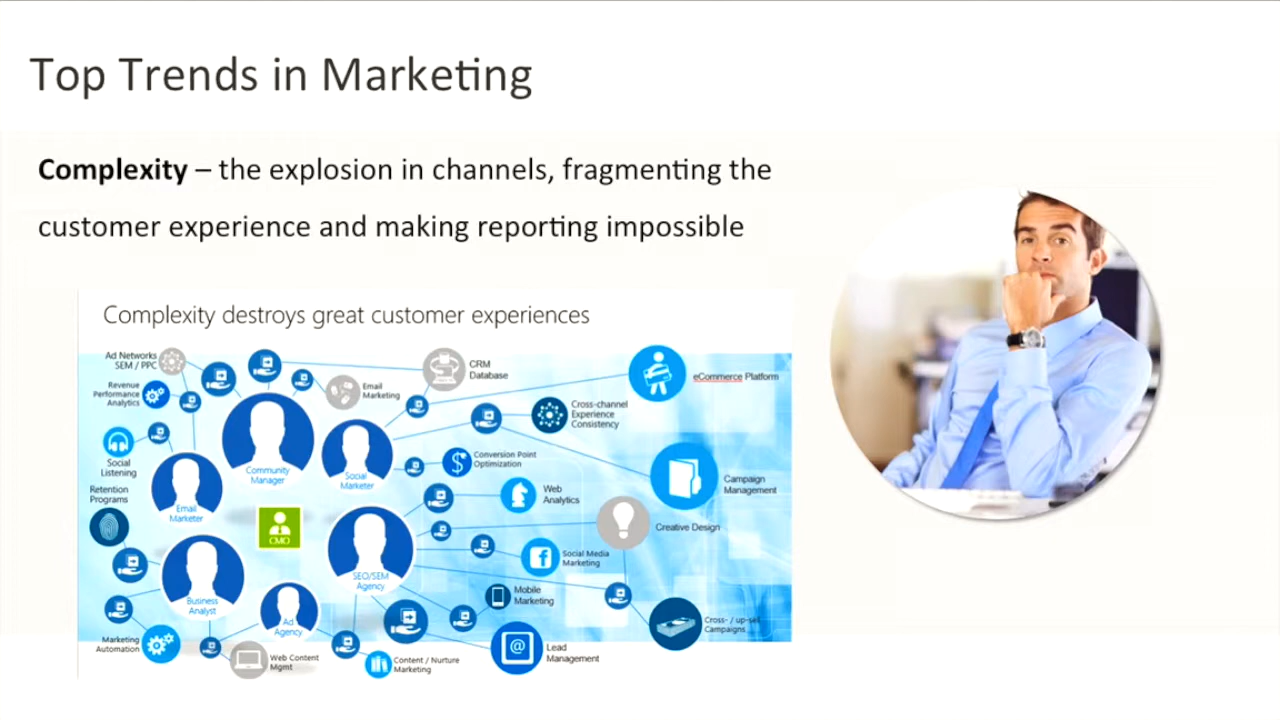 Top Trends in Marketing
Complexity – the explosion in channels, fragmenting the
customer experience and making reporting impossible
Complexity destroys great customer experiences
Ad Networks
SEM / PPC
CRM
Database
eCommerce Platform
Revenue
Performance
Analytics
Email
Marketing
Cross-channel
Experience
Consistency
Social
Listening
Community
Manager
Social
Marketer
Conversion Point
Optimization
Campaign
Management
Retention
Programs
Email
Marketer
Web
Analytics
CMO
Creative Design
SEO/SEM
Agency
Social Media
Marketing
Business
Analyst
Ad
Agency
Mobile
Marketing
Cross- / up-sell
Campaigns
Marketing
Automation
Web Content
Mgmt
Content / Nurture
Marketing
@
Lead
Management